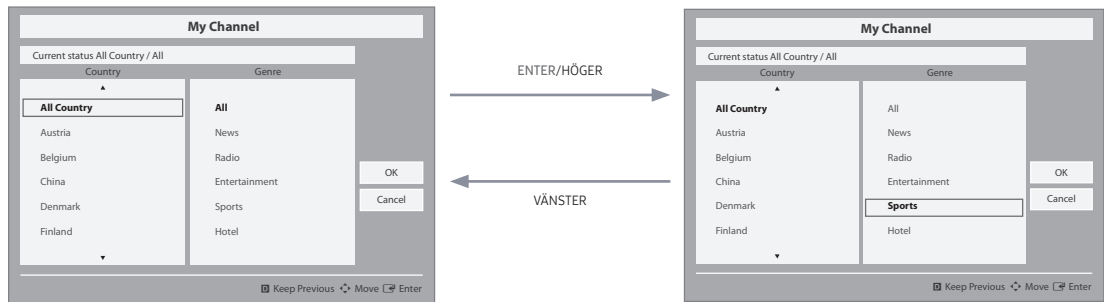 My Channel
Current status All Country / All
Country Genre
All Country All
Austria News
Belgium Radio
China Entertainment
Denmark Sports
Finland Hotel
OK
Cancel
D Keep Previous Move Enter
ENTER/HÖGER
VÄNSTER
My Channel
Current status All Country / All
Country Genre
All Country All
Austria News
Belgium Radio
China Entertainment
Denmark Sports
Finland Hotel
OK
Cancel
D Keep Previous Move Enter